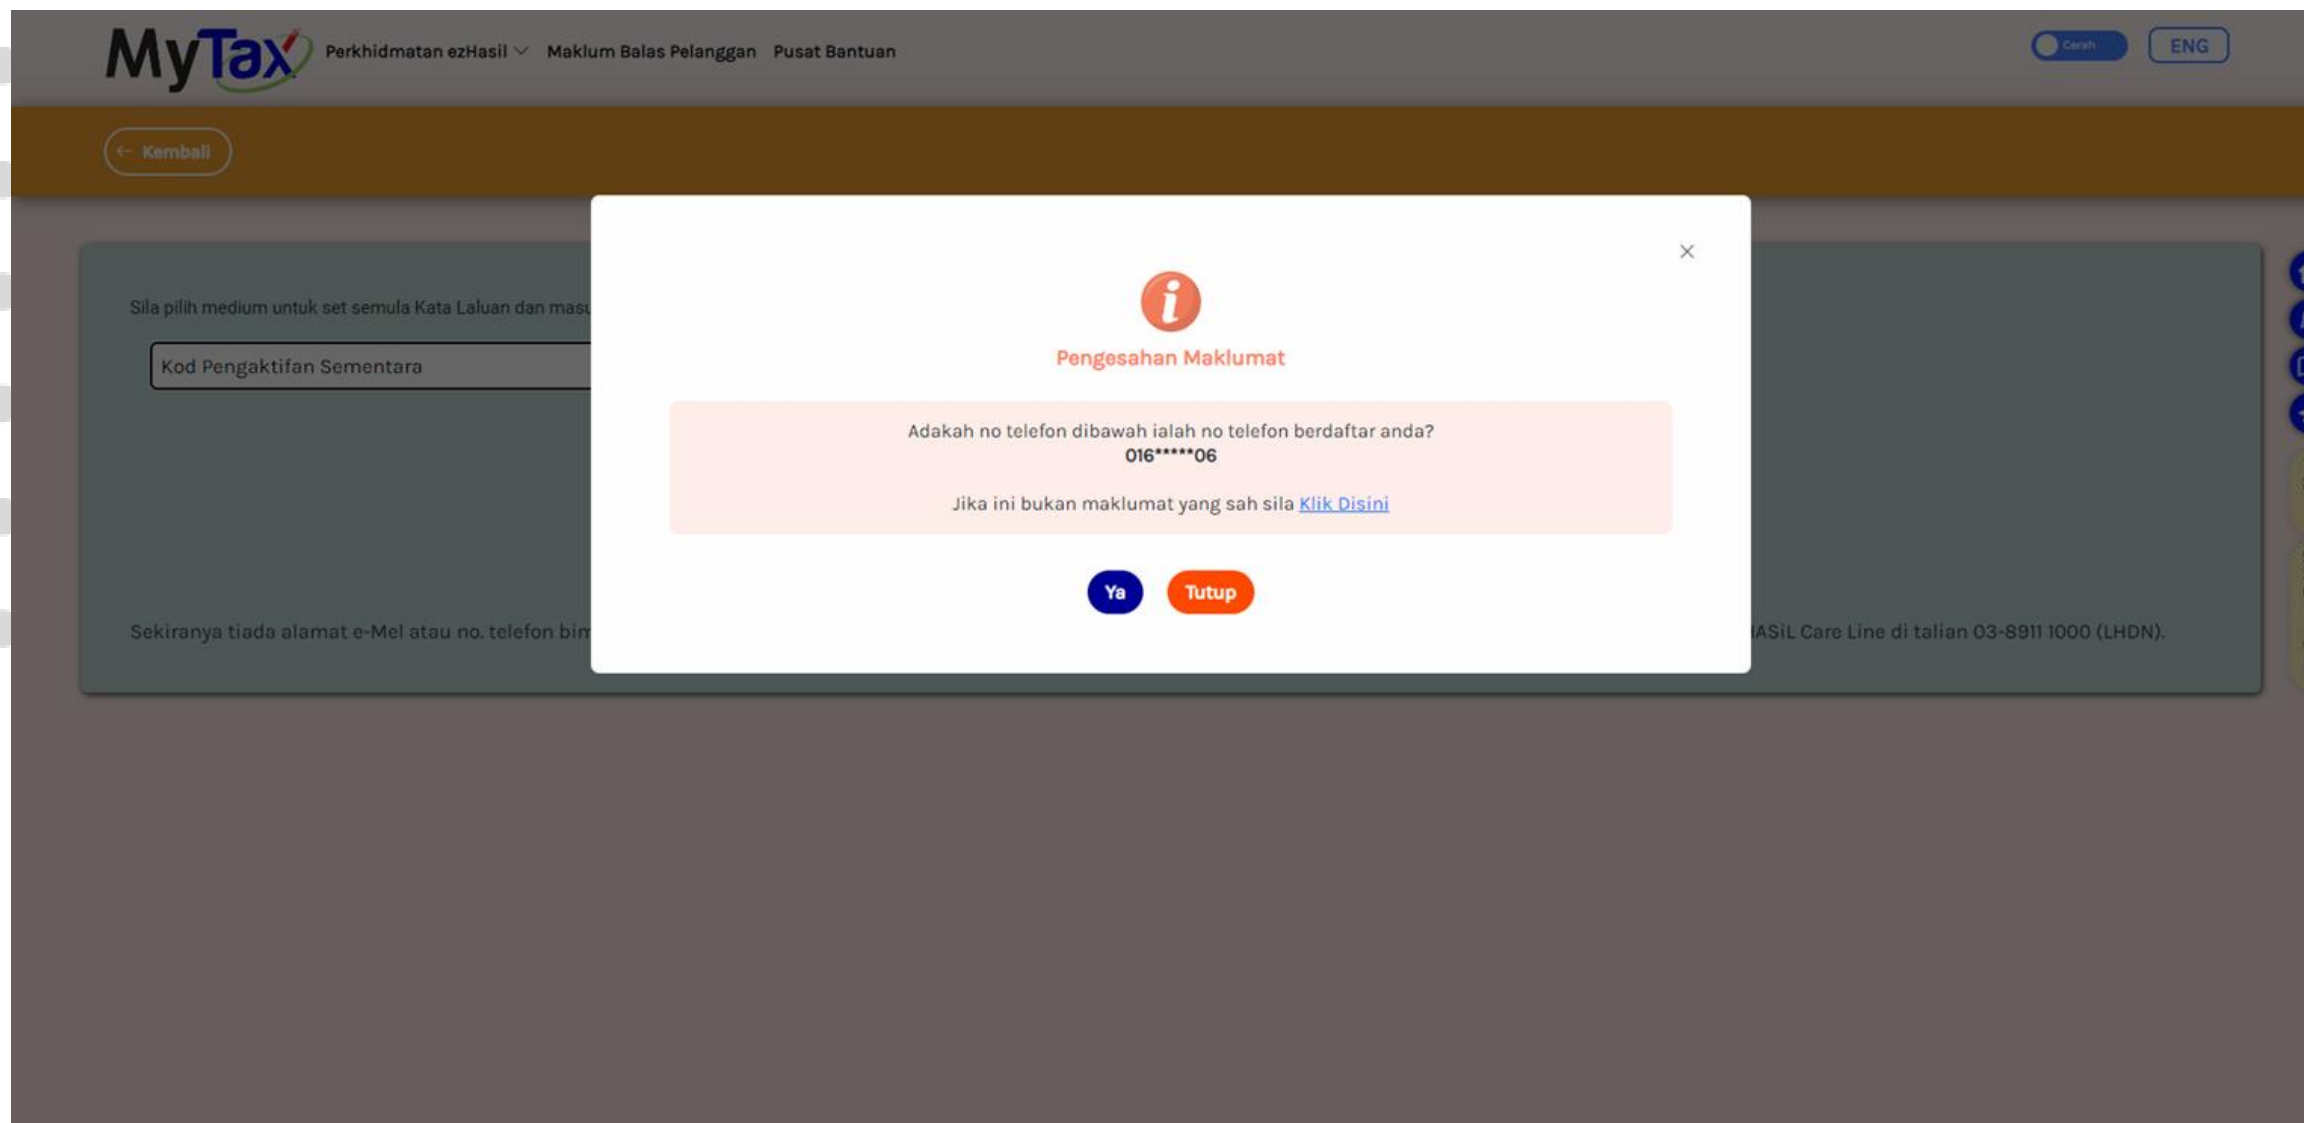 MyTax Perkhidmatan ezHasil Maklum Balas Pelanggan Pusat Bantuan Cerah ENG
← Kembali
Sila pilih medium untuk set semula Kata Laluan dan
Kod Pengaktifan Sementara
Pengesahan Maklumat
Adakah no telefon dibawah ialah no telefon berdaftar anda?
016*****06
Jika ini bukan maklumat yang sah sila Klik Disini
Ya Tutup
Sekiranya tiada alamat e-Mel atau no. telefon
Care Line di talian 03-8911 1000 (LHDN).